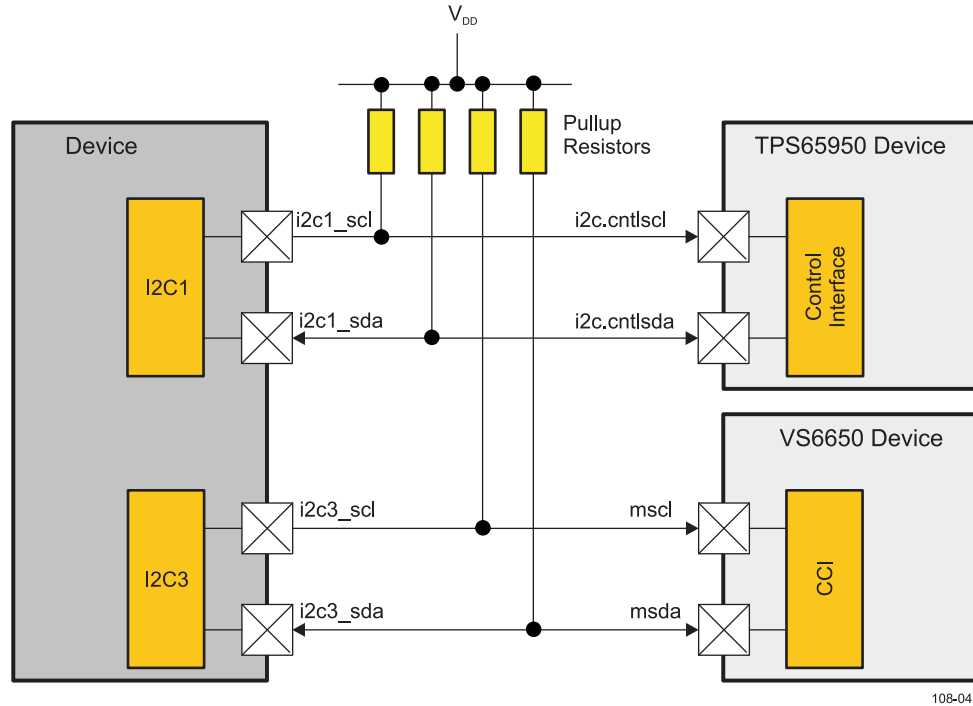 VDD
Pullup
Resistors
Device
TPS65950 Device
i2c1_scl
i2c.cntlscl
I2C1
Control
Interface
i2c1_sda
i2c.cntlsda
VS6650 Device
i2c3_scl
mscl
I2C3
CCI
i2c3_sda
msda
108-04